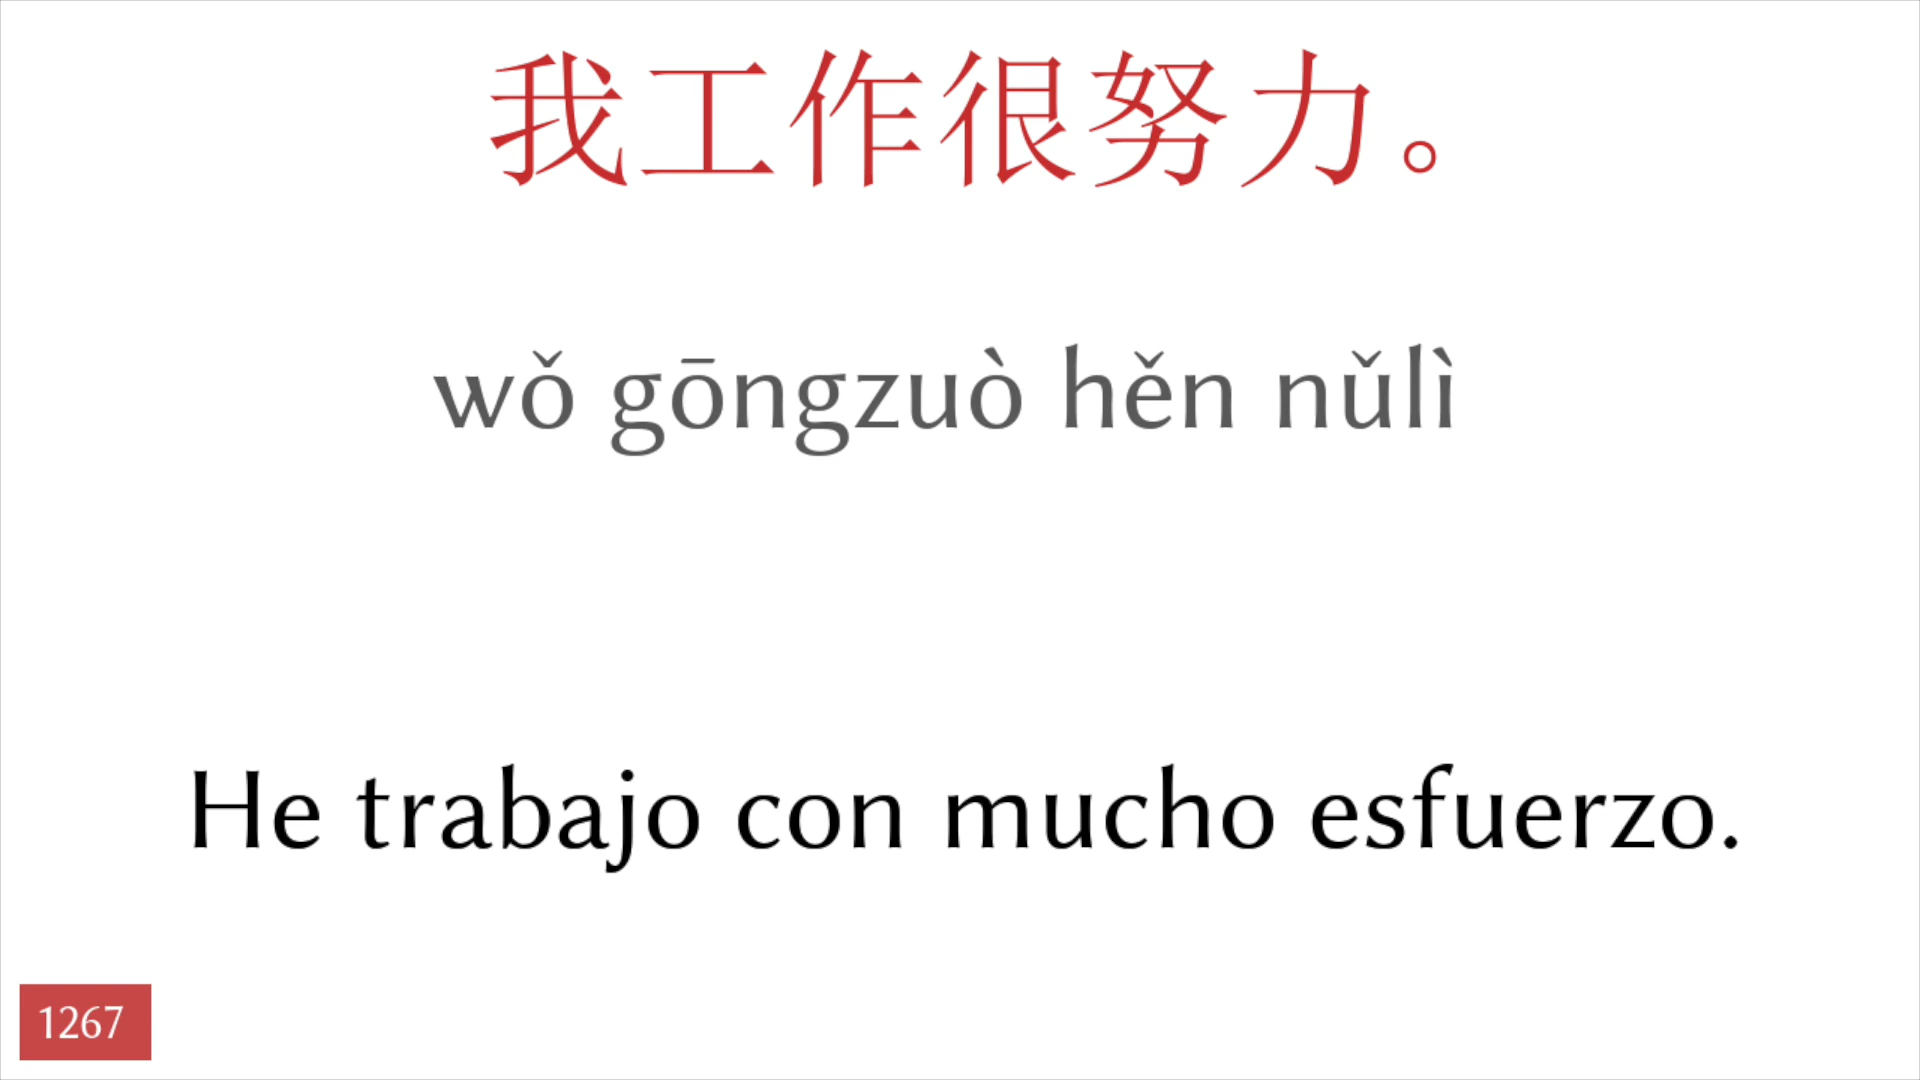 我工作很努力。
wǒ gōngzuò hěn nǔlì
He trabajo con mucho esfuerzo.
1267